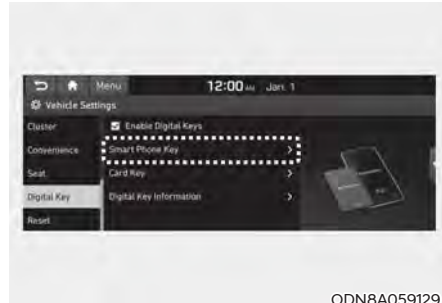 Menu 12:00 AM Jan. 1
Vehicle Settings
Cluster
Enable Digital Keys
Convenience
Smart Phone Key
Seat
Card Key
Digital Key
Digital Key Information
Reset
ODN8A059129